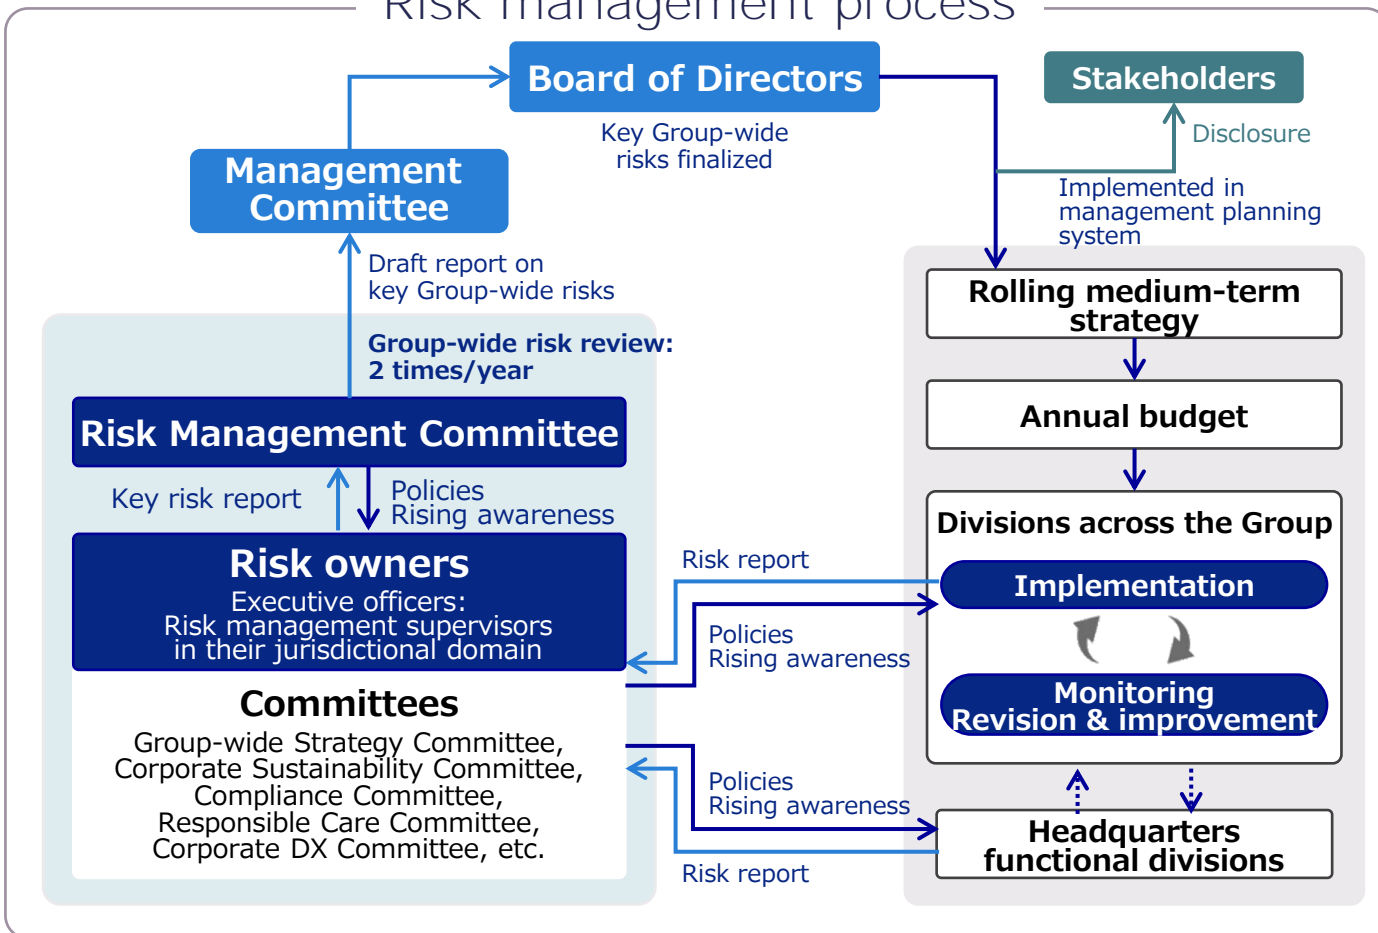 Risk management process
Board of Directors
Key Group-wide
risks finalized
Stakeholders
Disclosure
Management
Committee
Implemented in
management planning
system
Draft report on
key Group-wide risks
Group-wide risk review:
2 times/year
Risk Management Committee
Key risk report
Policies
Rising awareness
Risk owners
Executive officers:
Risk management supervisors
in their jurisdictional domain
Committees
Group-wide Strategy Committee,
Corporate Sustainability Committee,
Compliance Committee,
Responsible Care Committee,
Corporate DX Committee, etc.
Risk report
Policies
Rising awareness
Policies
Rising awareness
Risk report
Rolling medium-term
strategy
Annual budget
Divisions across the Group
Implementation
Monitoring
Revision & improvement
Headquarters
functional divisions